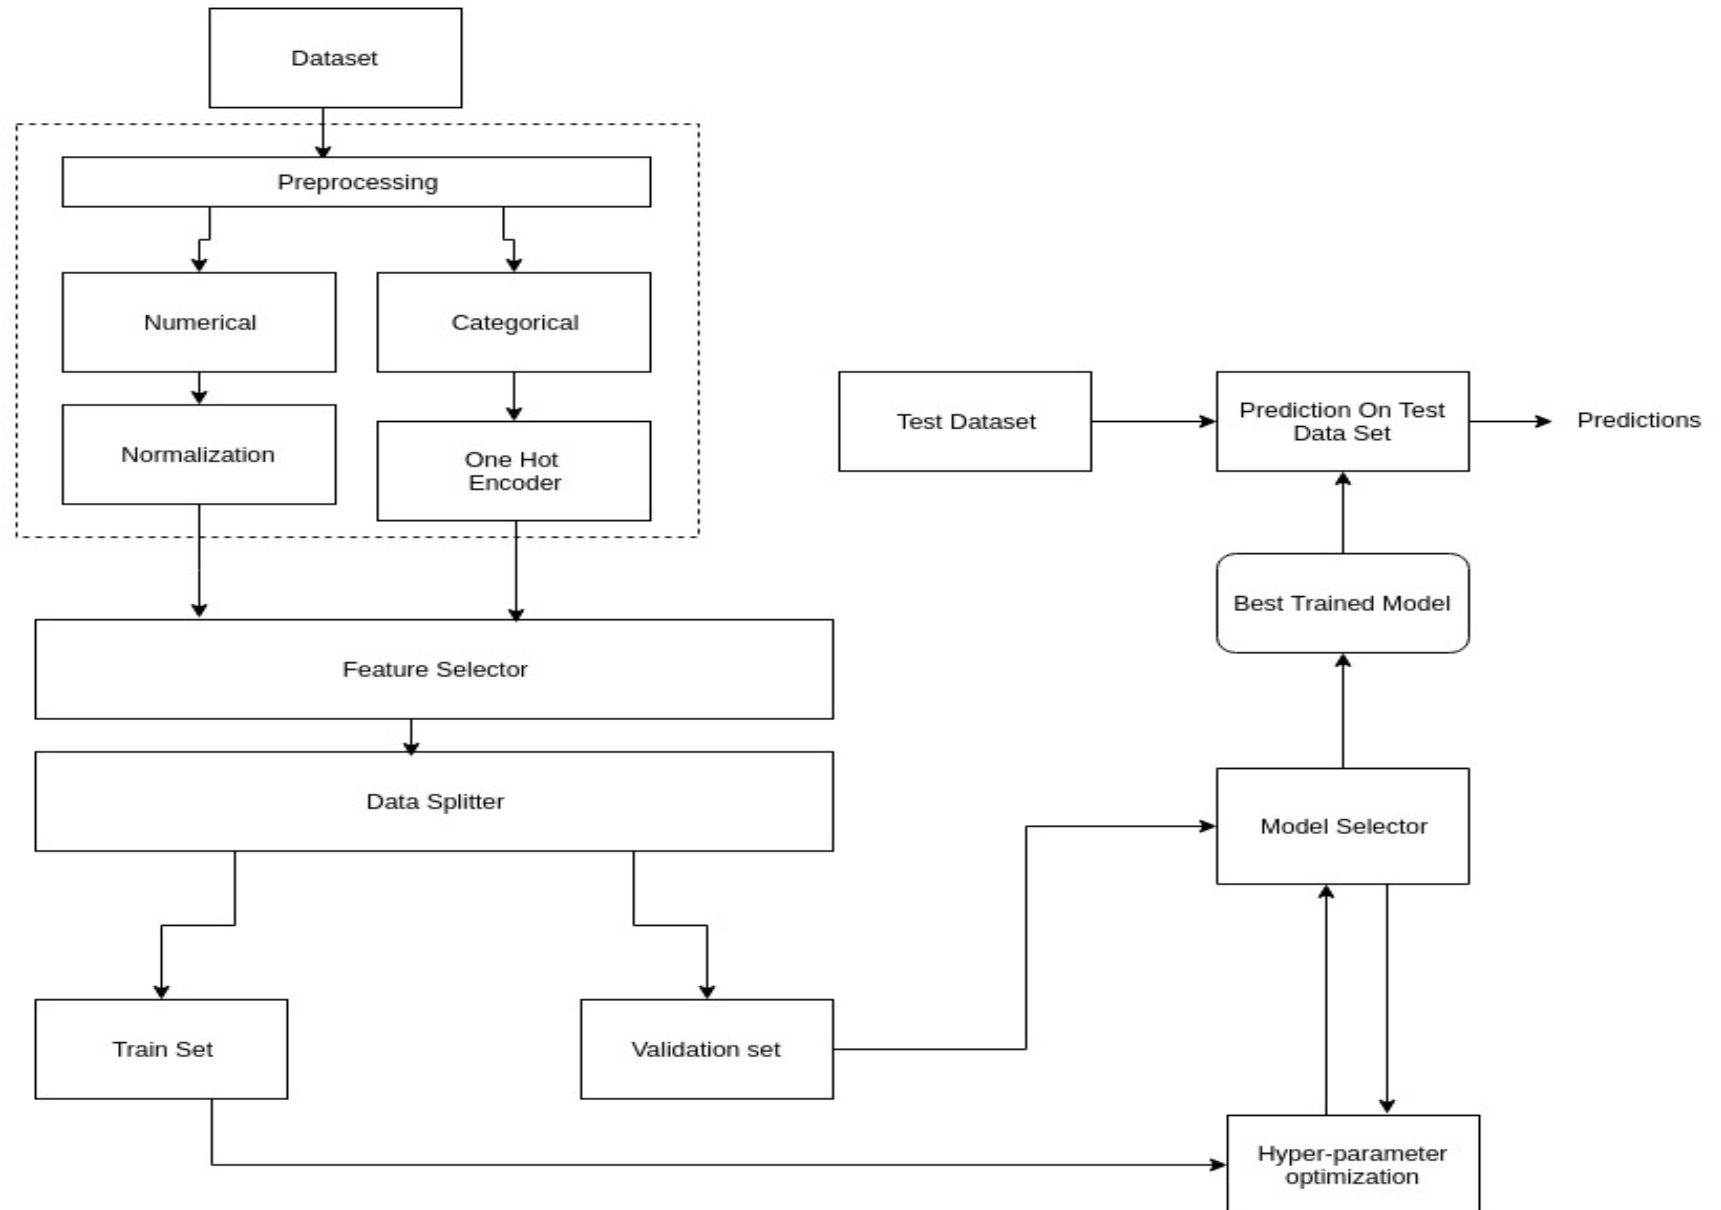 Dataset
Preprocessing
Numerical
Categorical
Normalization
One Hot
Encoder
Feature Selector
Data Splitter
Train Set
Validation set
Test Dataset
Prediction On Test
Data Set
Predictions
Best Trained Model
Model Selector
Hyper-parameter
optimization